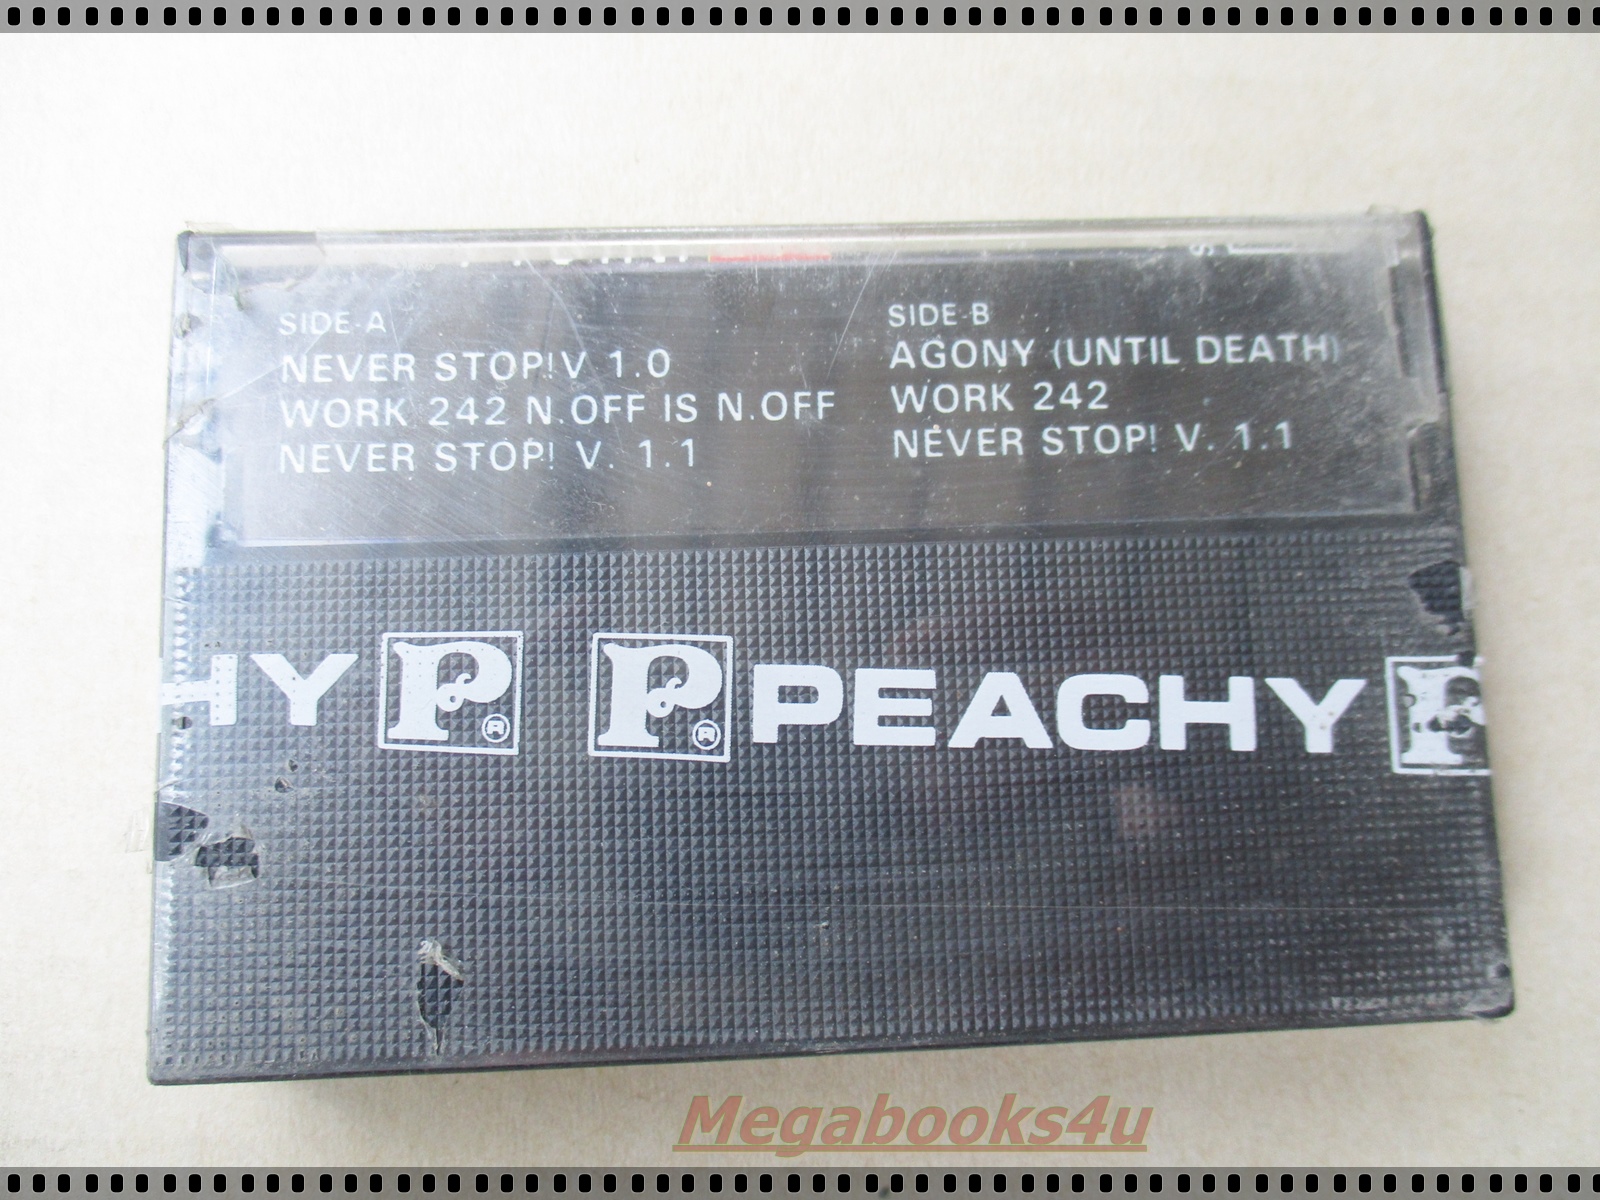 SIDE-A
NEVER STOP!V 1.0
WORK 242 N.OFF IS N.OFF
NEVER STOP! V. 1.1
SIDE-B
AGONY (UNTIL DEATH)
WORK 242
NEVER STOP! V. 1.1
HY P ® P ® PEACHY P
Megabooks4u